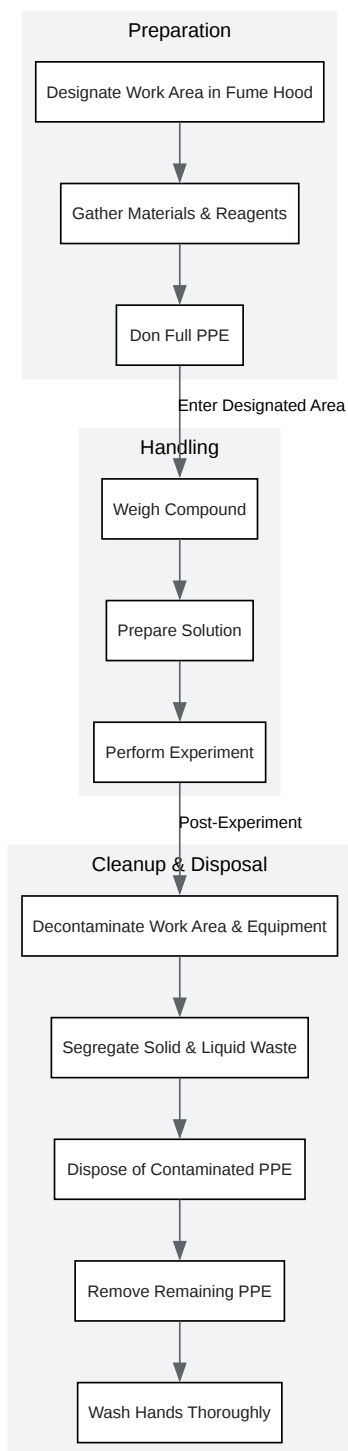 Preparation
Designate Work Area in Fume Hood
Gather Materials & Reagents
Don Full PPE
Enter Designated Area
Handling
Weigh Compound
Prepare Solution
Perform Experiment
Post-Experiment
Cleanup & Disposal
Decontaminate Work Area & Equipment
Segregate Solid & Liquid Waste
Dispose of Contaminated PPE
Remove Remaining PPE
Wash Hands Thoroughly